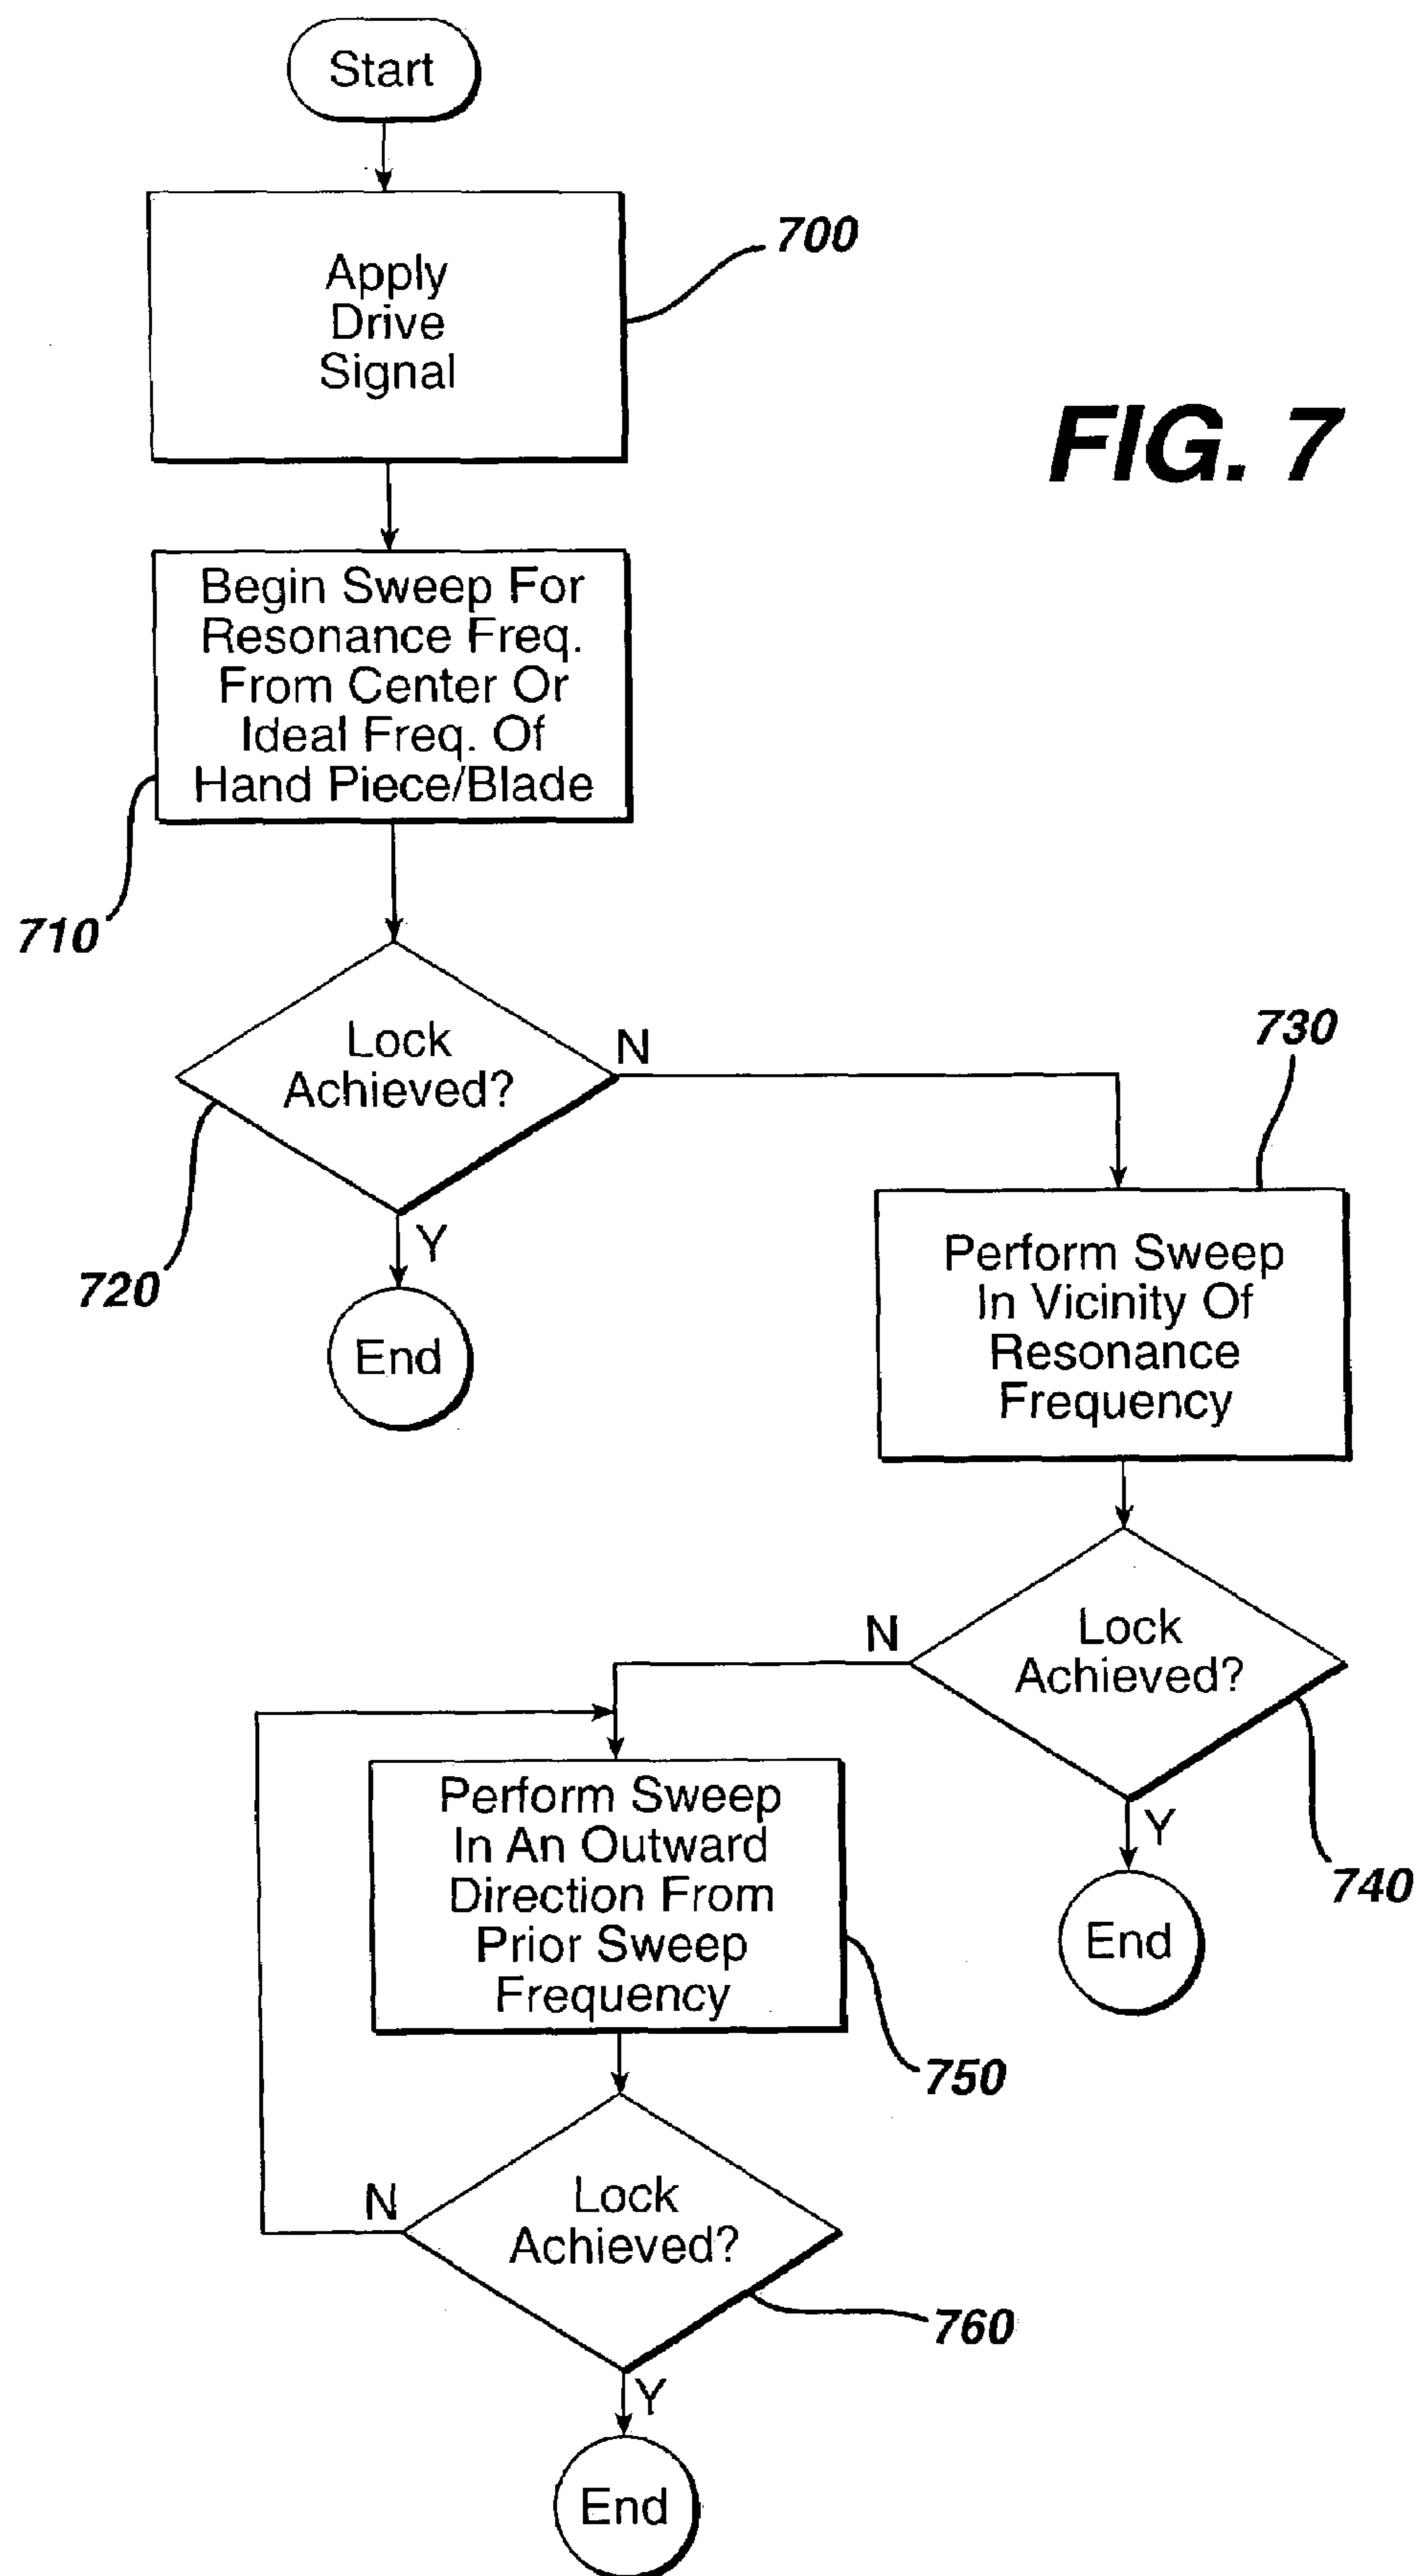 Start
Apply
Drive
Signal
700
FIG. 7
Begin Sweep For
Resonance Freq.
From Center Or
Ideal Freq. Of
Hand Piece/Blade
710
Lock
Achieved?
N
720
Y
End
730
Perform Sweep
In Vicinity Of
Resonance
Frequency
Lock
Achieved?
N
740
Y
End
Perform Sweep
In An Outward
Direction From
Prior Sweep
Frequency
750
Lock
Achieved?
N
760
Y
End